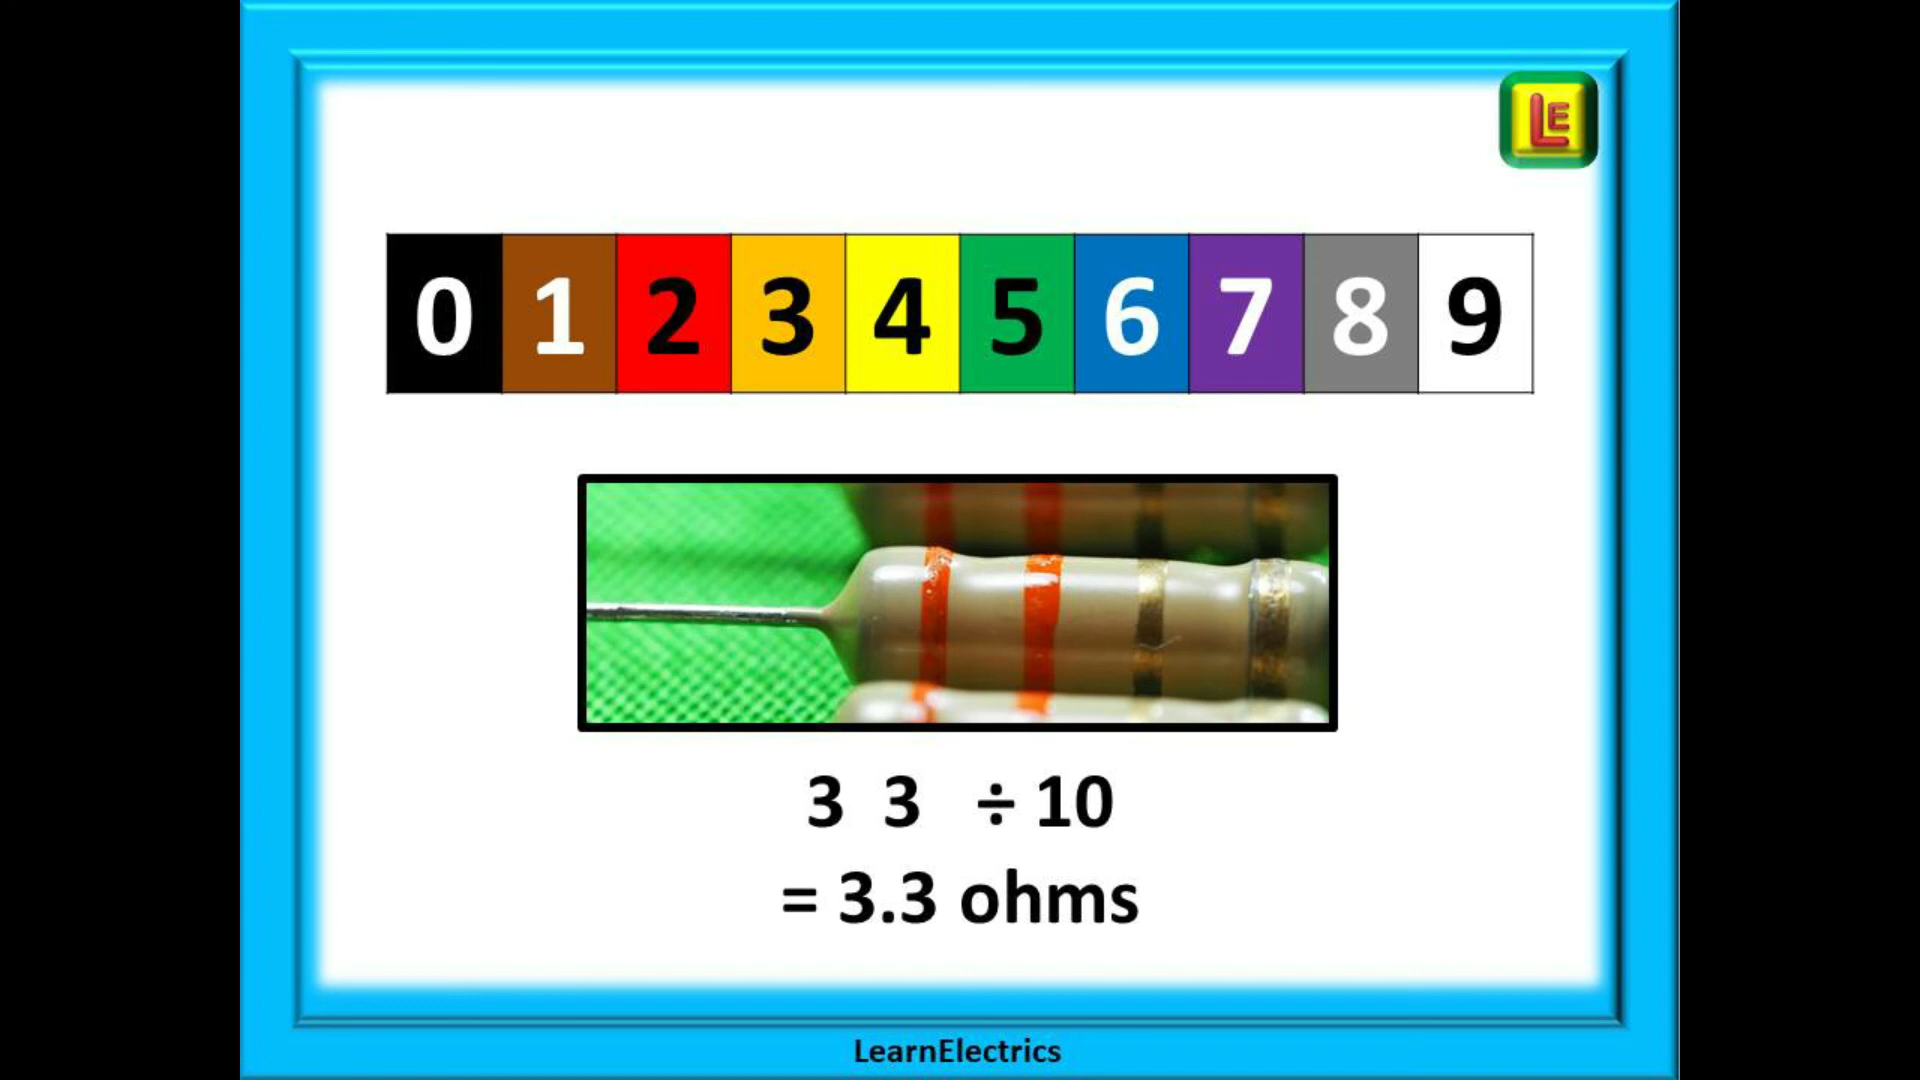 LE
0 1 2 3 4 5 6 7 8 9
3 3 ÷ 10
= 3.3 ohms
LearnElectrics